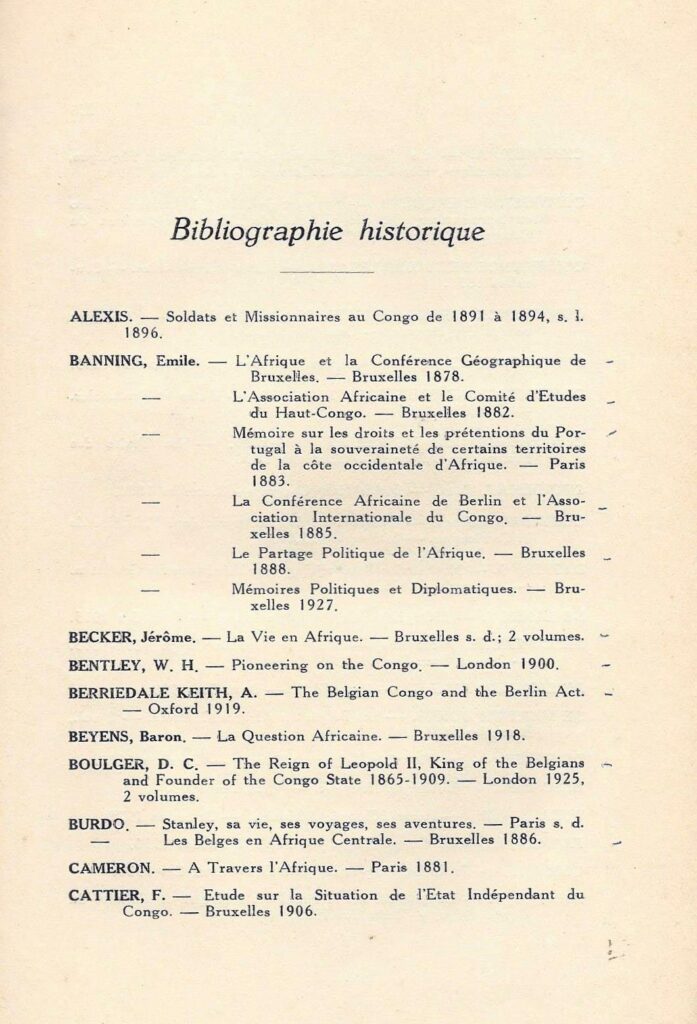 Bibliographie historique
ALEXIS. — Soldats et Missionnaires au Congo de 1891 à 1894, s. l.
1896.
BANNING, Emile. — L'Afrique et la Conférence Géographique de
Bruxelles. — Bruxelles 1878.
— L'Association Africaine et le Comité d'Etudes
du Haut-Congo. — Bruxelles 1882.
— Mémoire sur les droits et les prétentions du Por-
tugal à la souveraineté de certains territoires
de la côte occidentale d'Afrique. — Paris
1883.
— La Conférence Africaine de Berlin et l'Asso-
ciation Internationale du Congo. — Bru-
xelles 1885.
— Le Partage Politique de l'Afrique. — Bruxelles
1888.
— Mémoires Politiques et Diplomatiques. — Bru-
xelles 1927.
BECKER, Jérôme. — La Vie en Afrique. — Bruxelles s. d.; 2 volumes.
BENTLEY, W. H. — Pioneering on the Congo. — London 1900.
BERRIEDALE KEITH, A. — The Belgian Congo and the Berlin Act.
— Oxford 1919.
BEYENS, Baron. — La Question Africaine. — Bruxelles 1918.
BOULGER, D. C. — The Reign of Leopold II, King of the Belgians
and Founder of the Congo State 1865-1909. — London 1925,
2 volumes.
BURDO. — Stanley, sa vie, ses voyages, ses aventures. — Paris s. d.
— Les Belges en Afrique Centrale. — Bruxelles 1886.
CAMERON. — A Travers l'Afrique. — Paris 1881.
CATTIER, F. — Etude sur la Situation de l'Etat Indépendant du
Congo. — Bruxelles 1906.